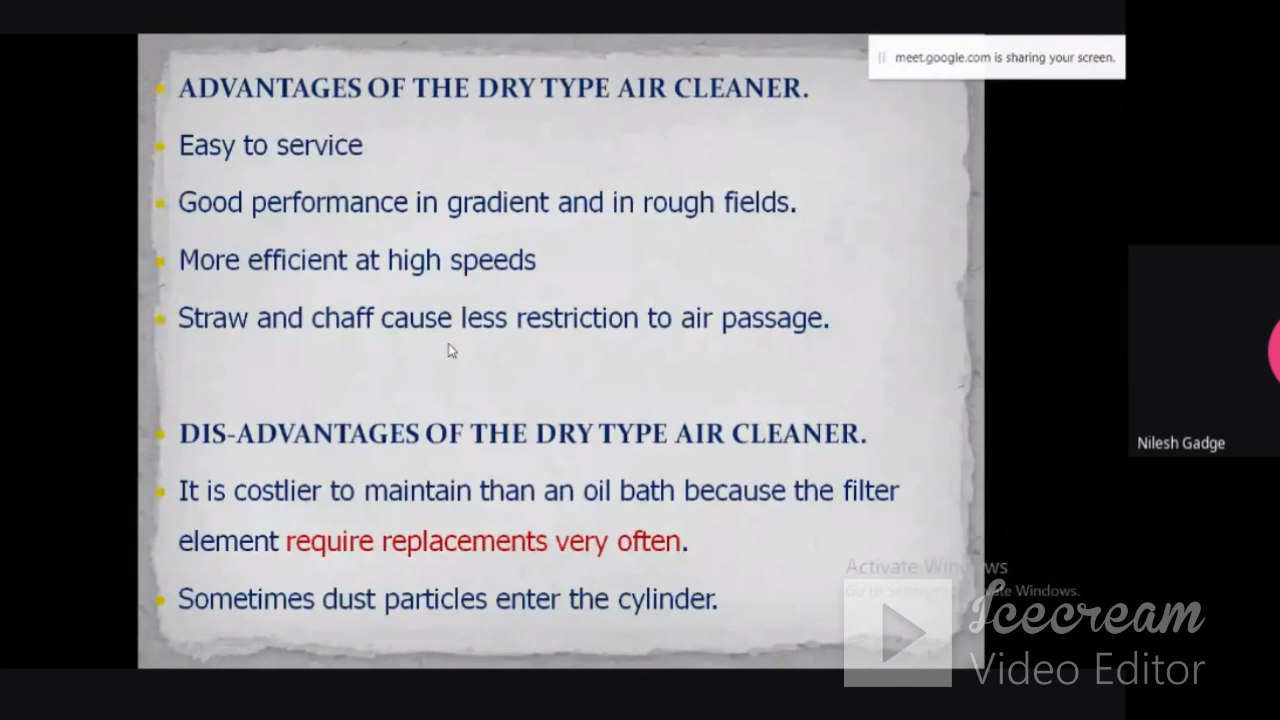 meet.google.com is sharing your screen.
ADVANTAGES OF THE DRY TYPE AIR CLEANER.
Easy to service
Good performance in gradient and in rough fields.
More efficient at high speeds
Straw and chaff cause less restriction to air passage.
DIS-ADVANTAGES OF THE DRY TYPE AIR CLEANER.
It is costlier to maintain than an oil bath because the filter
element require replacements very often.
Sometimes dust particles enter the cylinder.
Nilesh Gadge
Activate Windows
Go to Settings to activate Windows.
Icecream
Video Editor